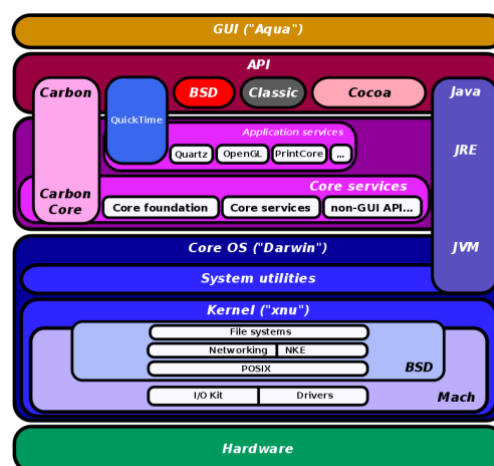 GUI ("Aqua")
API
Carbon
QuickTime
BSD
Classic
Cocoa
Java
Application services
Quartz
OpenGL
PrintCore
...
JRE
Core services
Carbon
Core
Core foundation
Core services
non-GUI API...
Core OS ("Darwin")
JVM
System utilities
Kernel ("xnu")
File systems
Networking
NKE
POSIX
BSD
I/O Kit
Drivers
Mach
Hardware